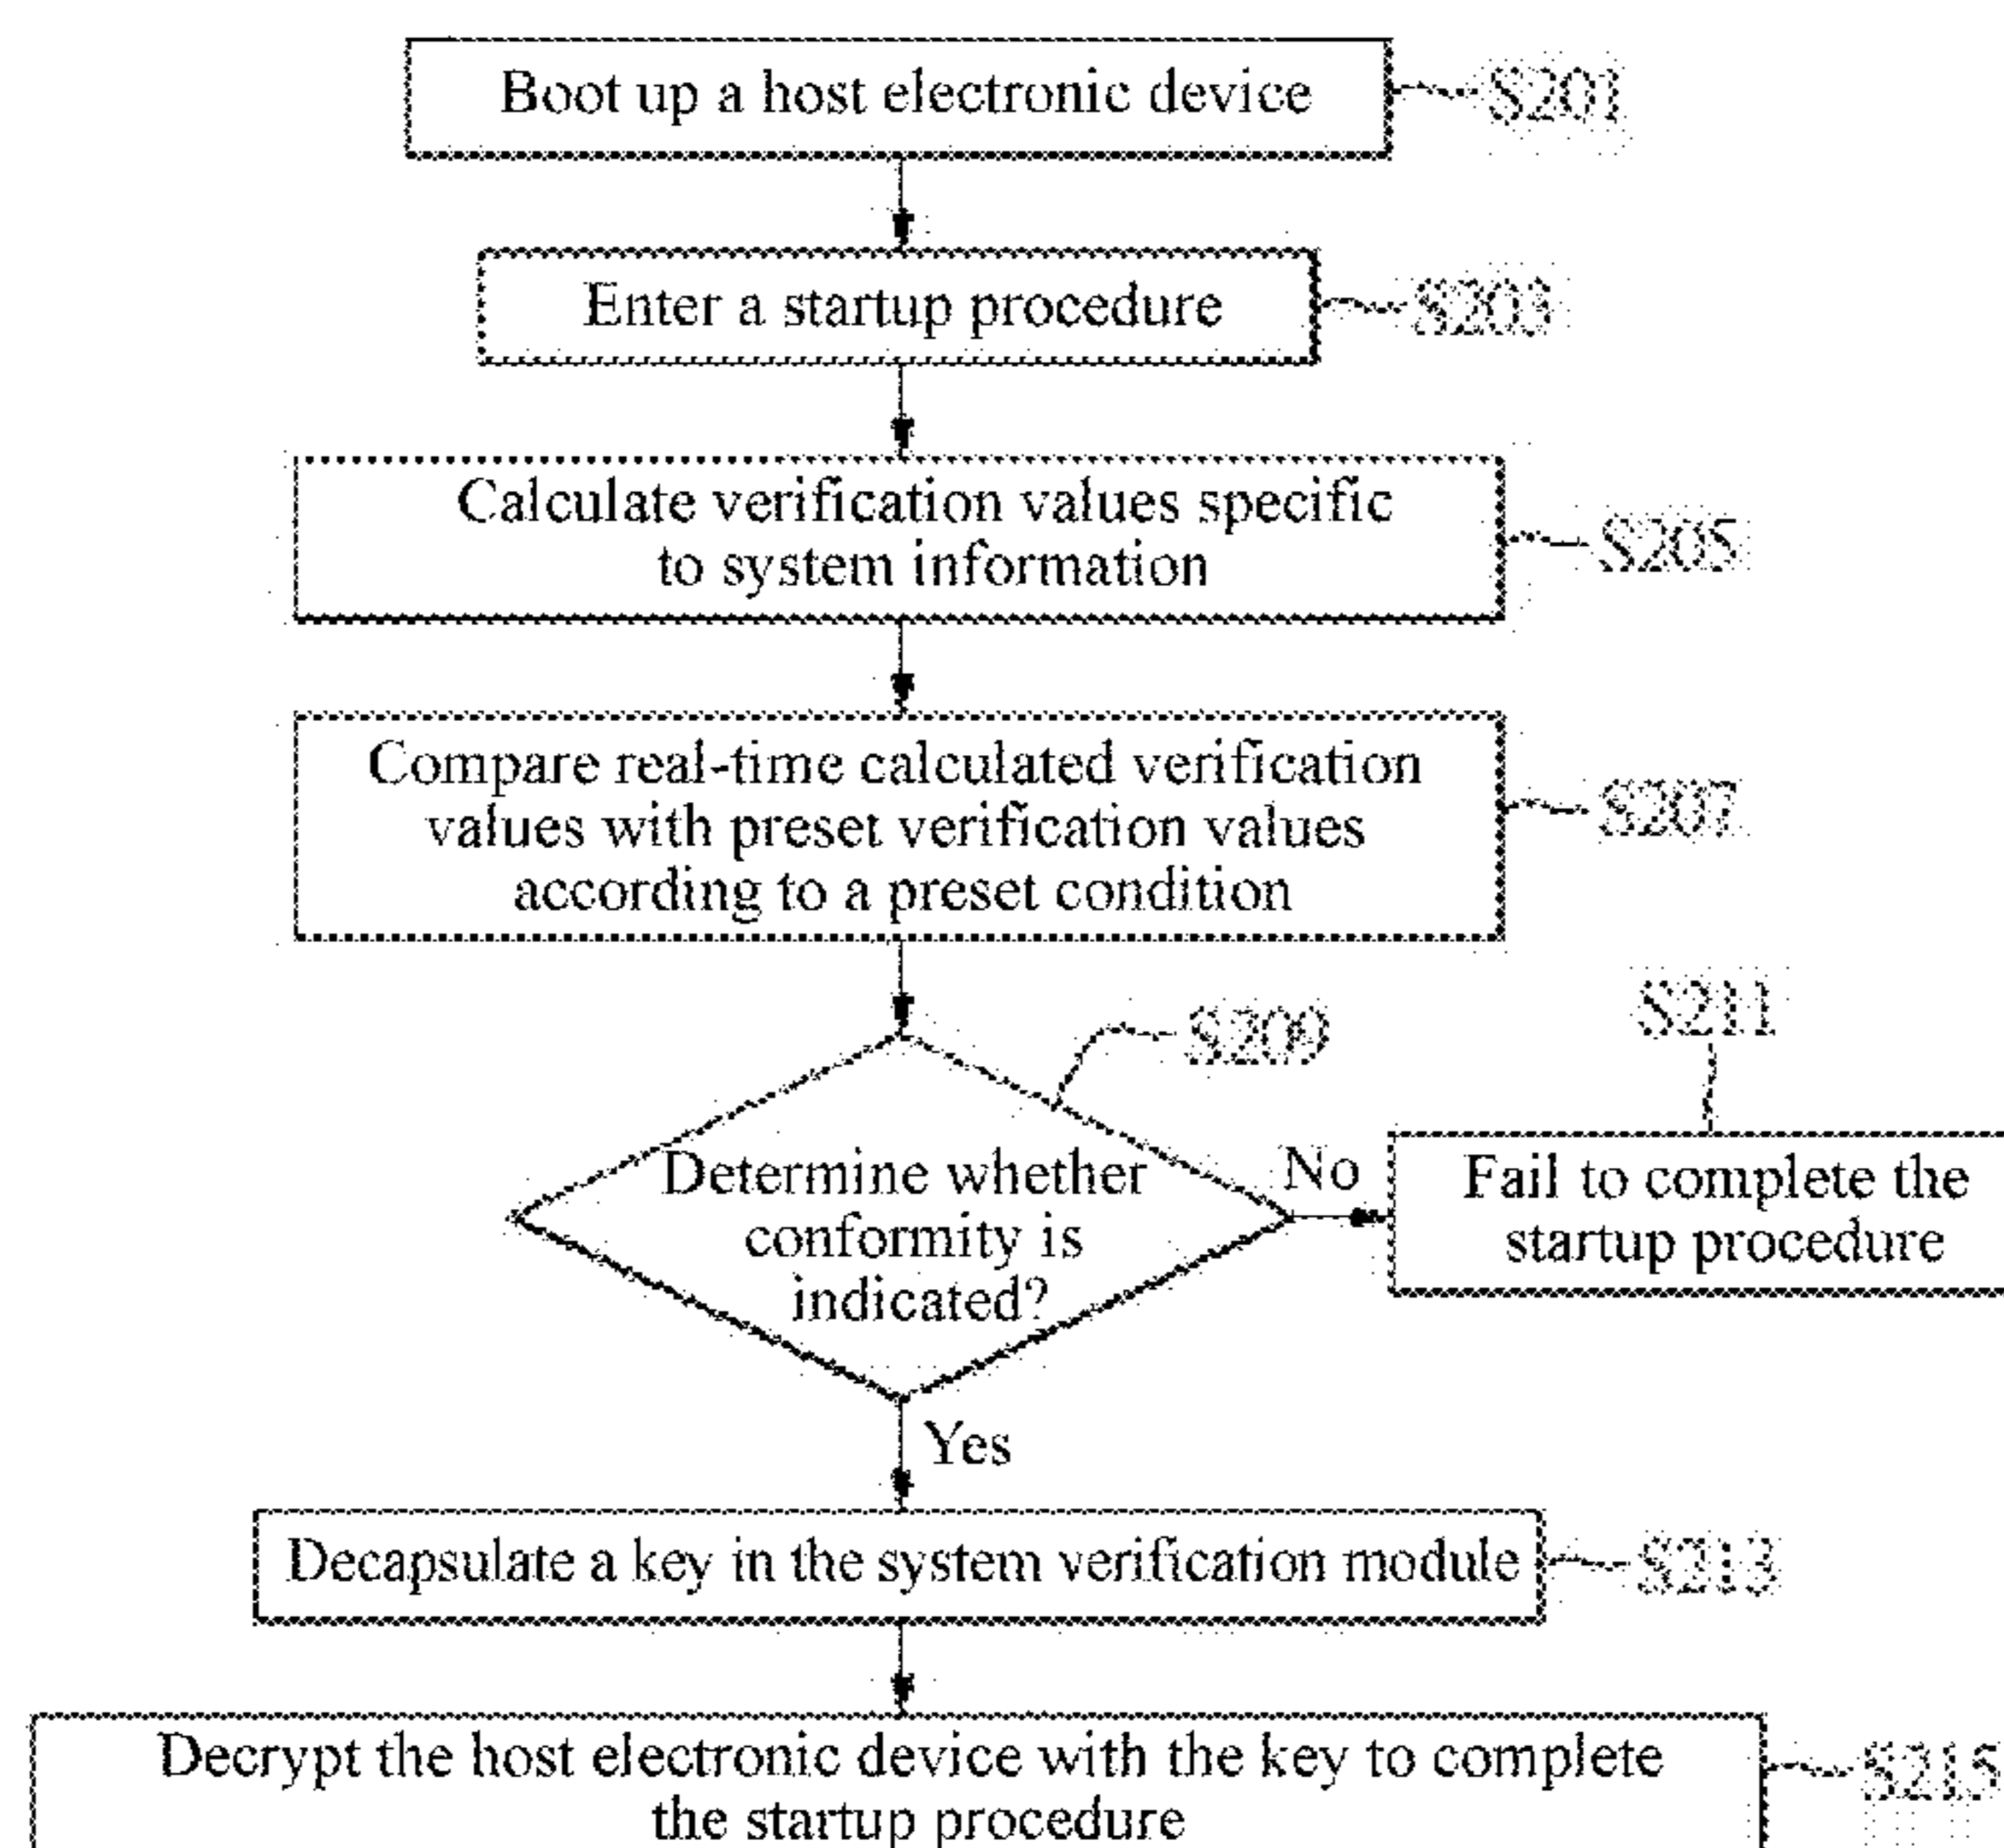 Boot up a host electronic device
S201
Enter a startup procedure
S203
Calculate verification values specific
to system information
S205
Compare real-time calculated verification
values with preset verification values
according to a preset condition
S207
S209
S211
Determine whether
conformity is
indicated?
No
Fail to complete the
startup procedure
Yes
Decapsulate a key in the system verification module
S213
Decrypt the host electronic device with the key to complete
the startup procedure
S215